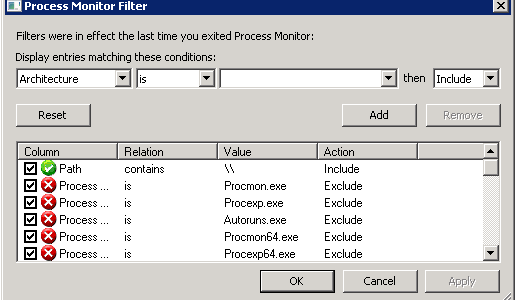 Process Monitor Filter
Filters were in effect the last time you exited Process Monitor:
Display entries matching these conditions:
Architecture is then Include
Reset Add Remove
Column Relation Value Action
Path contains \\ Include
Process ... is Procmon.exe Exclude
Process ... is Procexp.exe Exclude
Process ... is Autoruns.exe Exclude
Process ... is Procmon64.exe Exclude
Process ... is Procexp64.exe Exclude
OK Cancel Apply